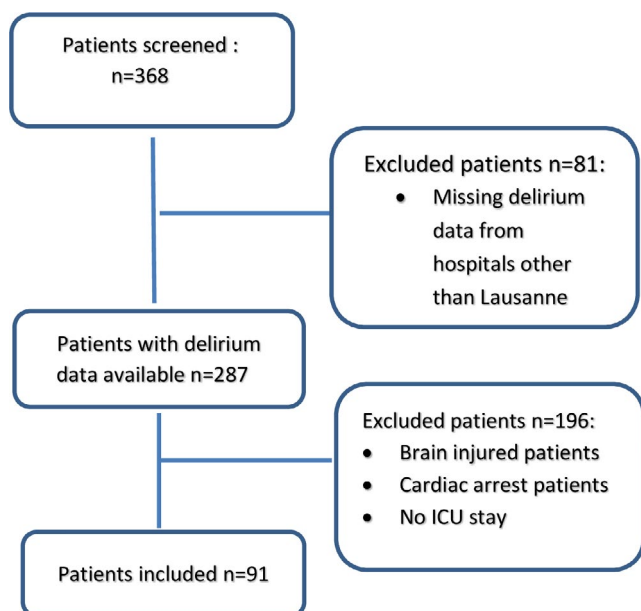 Patients screened :
n=368
Excluded patients n=81:
• Missing delirium
data from
hospitals other
than Lausanne
Patients with delirium
data available n=287
Excluded patients n=196:
• Brain injured patients
• Cardiac arrest patients
• No ICU stay
Patients included n=91